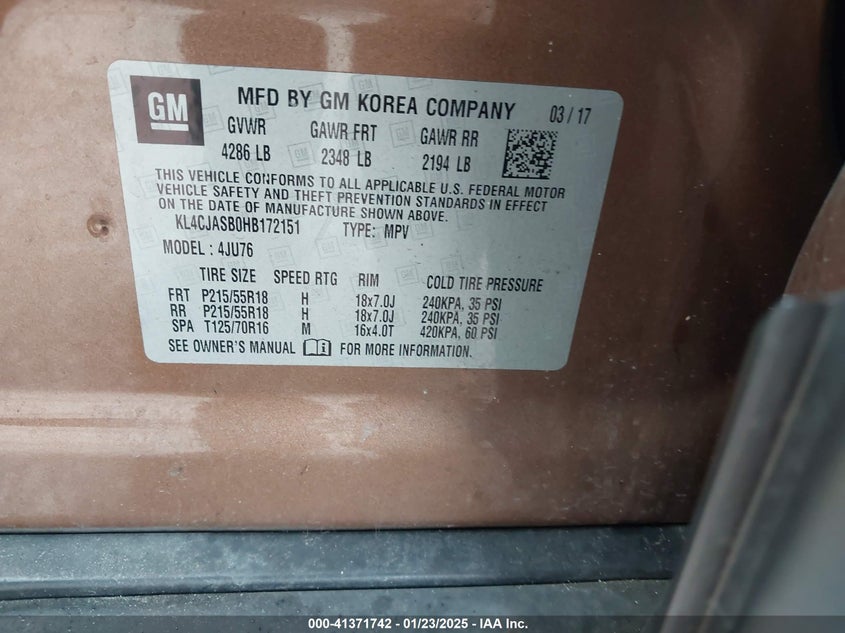 GM
MFD BY GM KOREA COMPANY 03 / 17
GVWR GAWR FRT GAWR RR
4286 LB 2348 LB 2194 LB
THIS VEHICLE CONFORMS TO ALL APPLICABLE U.S. FEDERAL MOTOR
VEHICLE SAFETY AND THEFT PREVENTION STANDARDS IN EFFECT
ON THE DATE OF MANUFACTURE SHOWN ABOVE.
KL4CJASB0HB172151 TYPE: MPV
MODEL : 4JU76
TIRE SIZE SPEED RTG RIM COLD TIRE PRESSURE
FRT P215/55R18 H 18x7.0J 240KPA, 35 PSI
RR P215/55R18 H 18x7.0J 240KPA, 35 PSI
SPA T125/70R16 M 16x4.0T 420KPA, 60 PSI
SEE OWNER'S MANUAL FOR MORE INFORMATION.
000-41371742 - 01/23/2025 - IAA Inc.